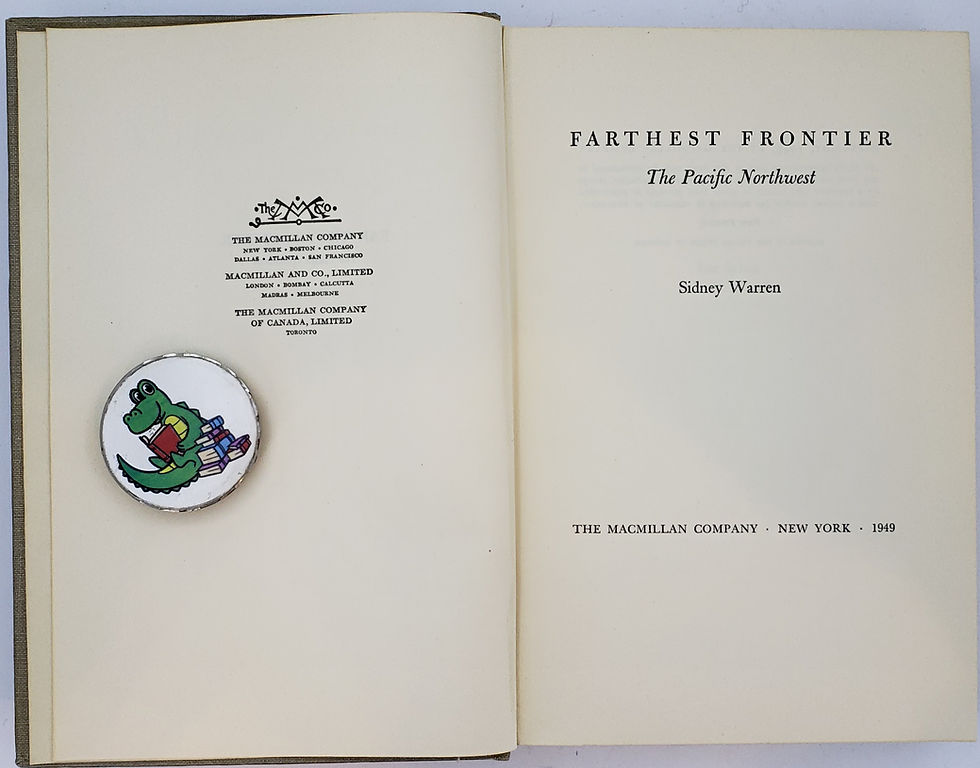 The M Co.
THE MACMILLAN COMPANY
NEW YORK • BOSTON • CHICAGO
DALLAS • ATLANTA • SAN FRANCISCO
MACMILLAN AND CO., LIMITED
LONDON • BOMBAY • CALCUTTA
MADRAS • MELBOURNE
THE MACMILLAN COMPANY
OF CANADA, LIMITED
TORONTO
FARTHEST FRONTIER
The Pacific Northwest
Sidney Warren
THE MACMILLAN COMPANY · NEW YORK · 1949